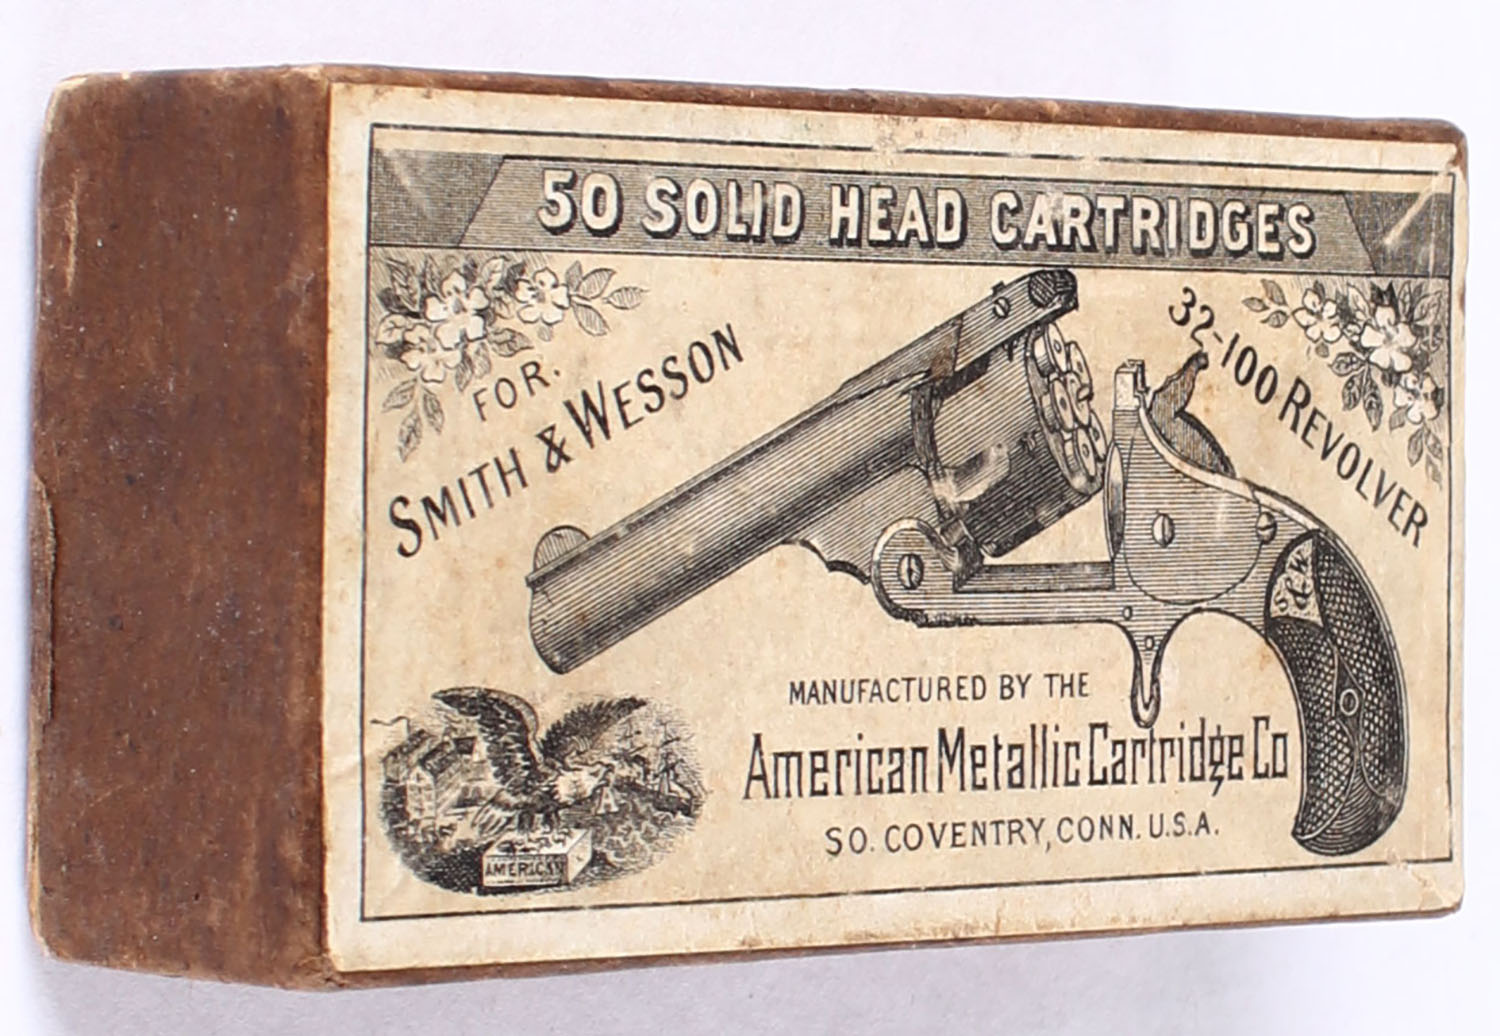 50 SOLID HEAD CARTRIDGES
FOR.
SMITH & WESSON
32-100 REVOLVER
S&W
MANUFACTURED BY THE
American Metallic Cartridge Co
SO. COVENTRY, CONN. U.S.A.
AMERICAN